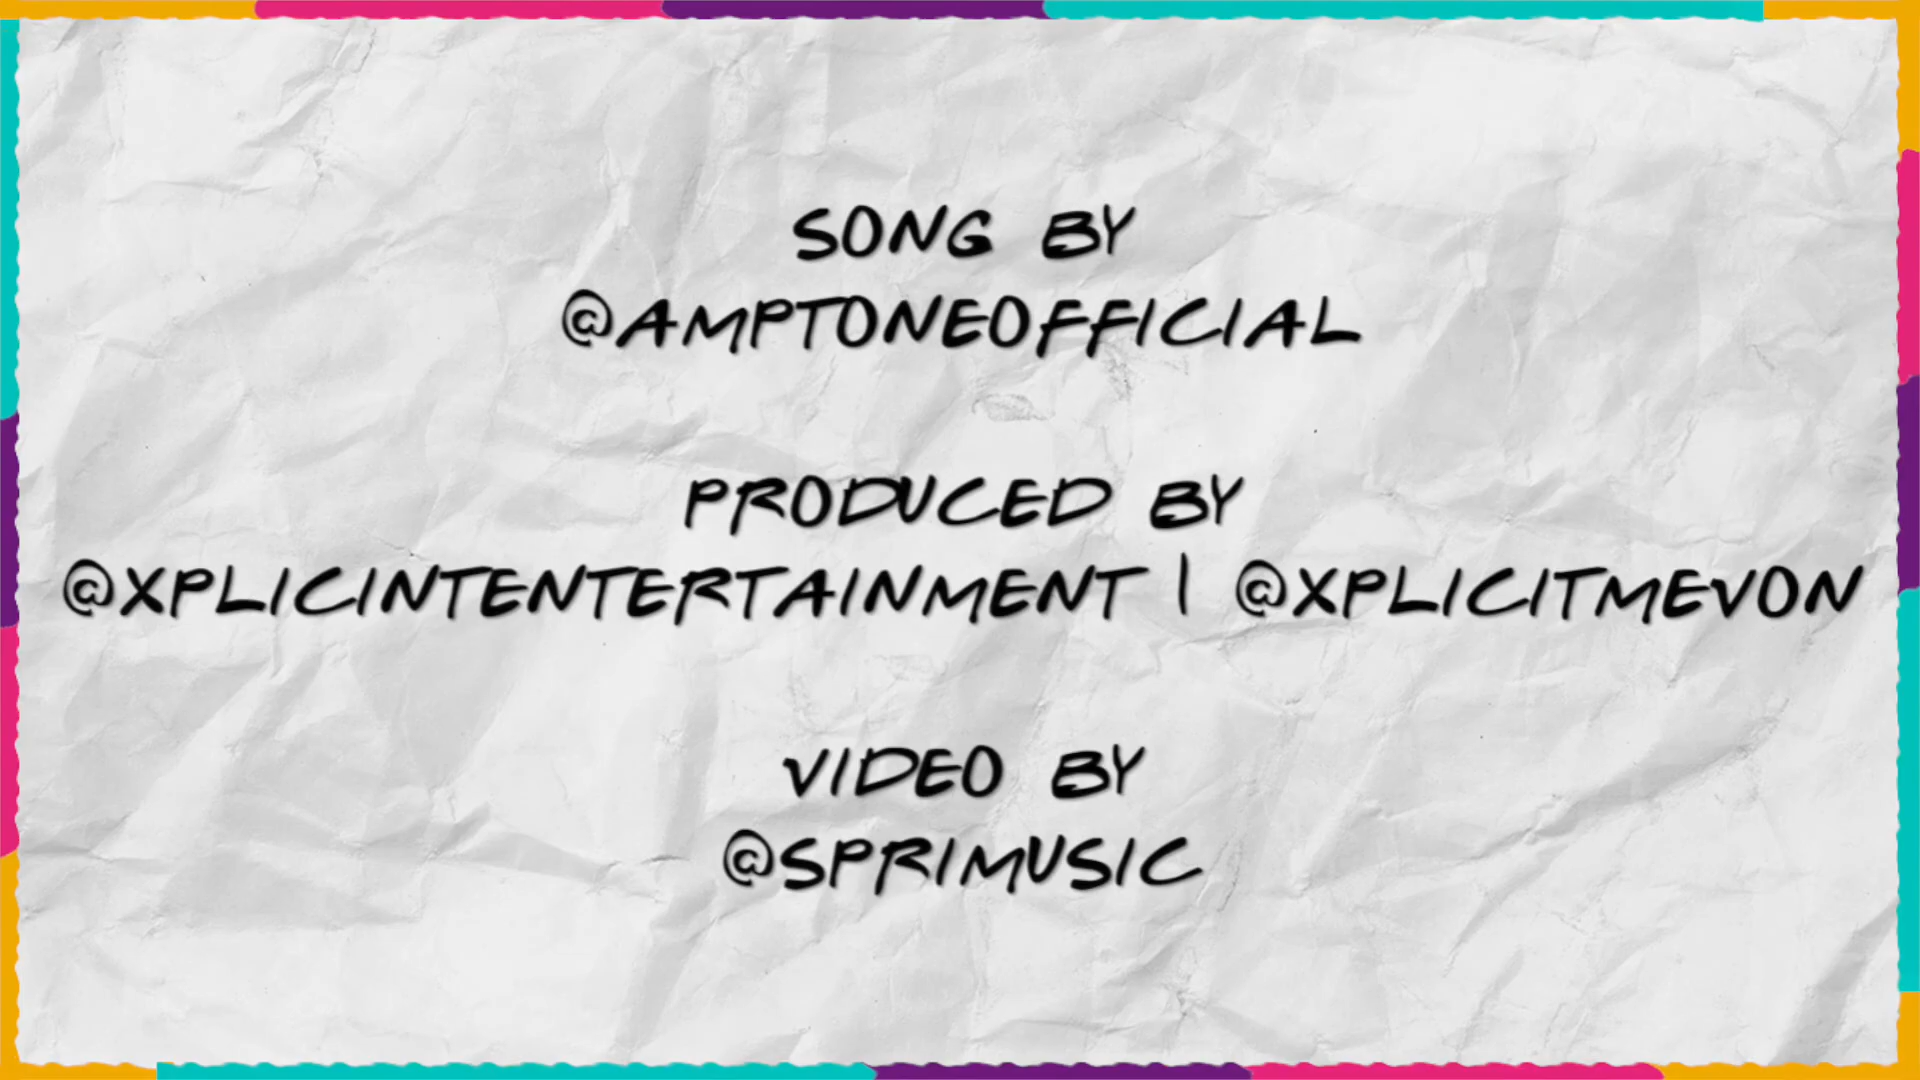 SONG BY
@AMPTONEOFFICIAL
PRODUCED BY
@XPLICINTENTERTAINMENT | @XPLICITMEVON
VIDEO BY
@SPRIMUSIC